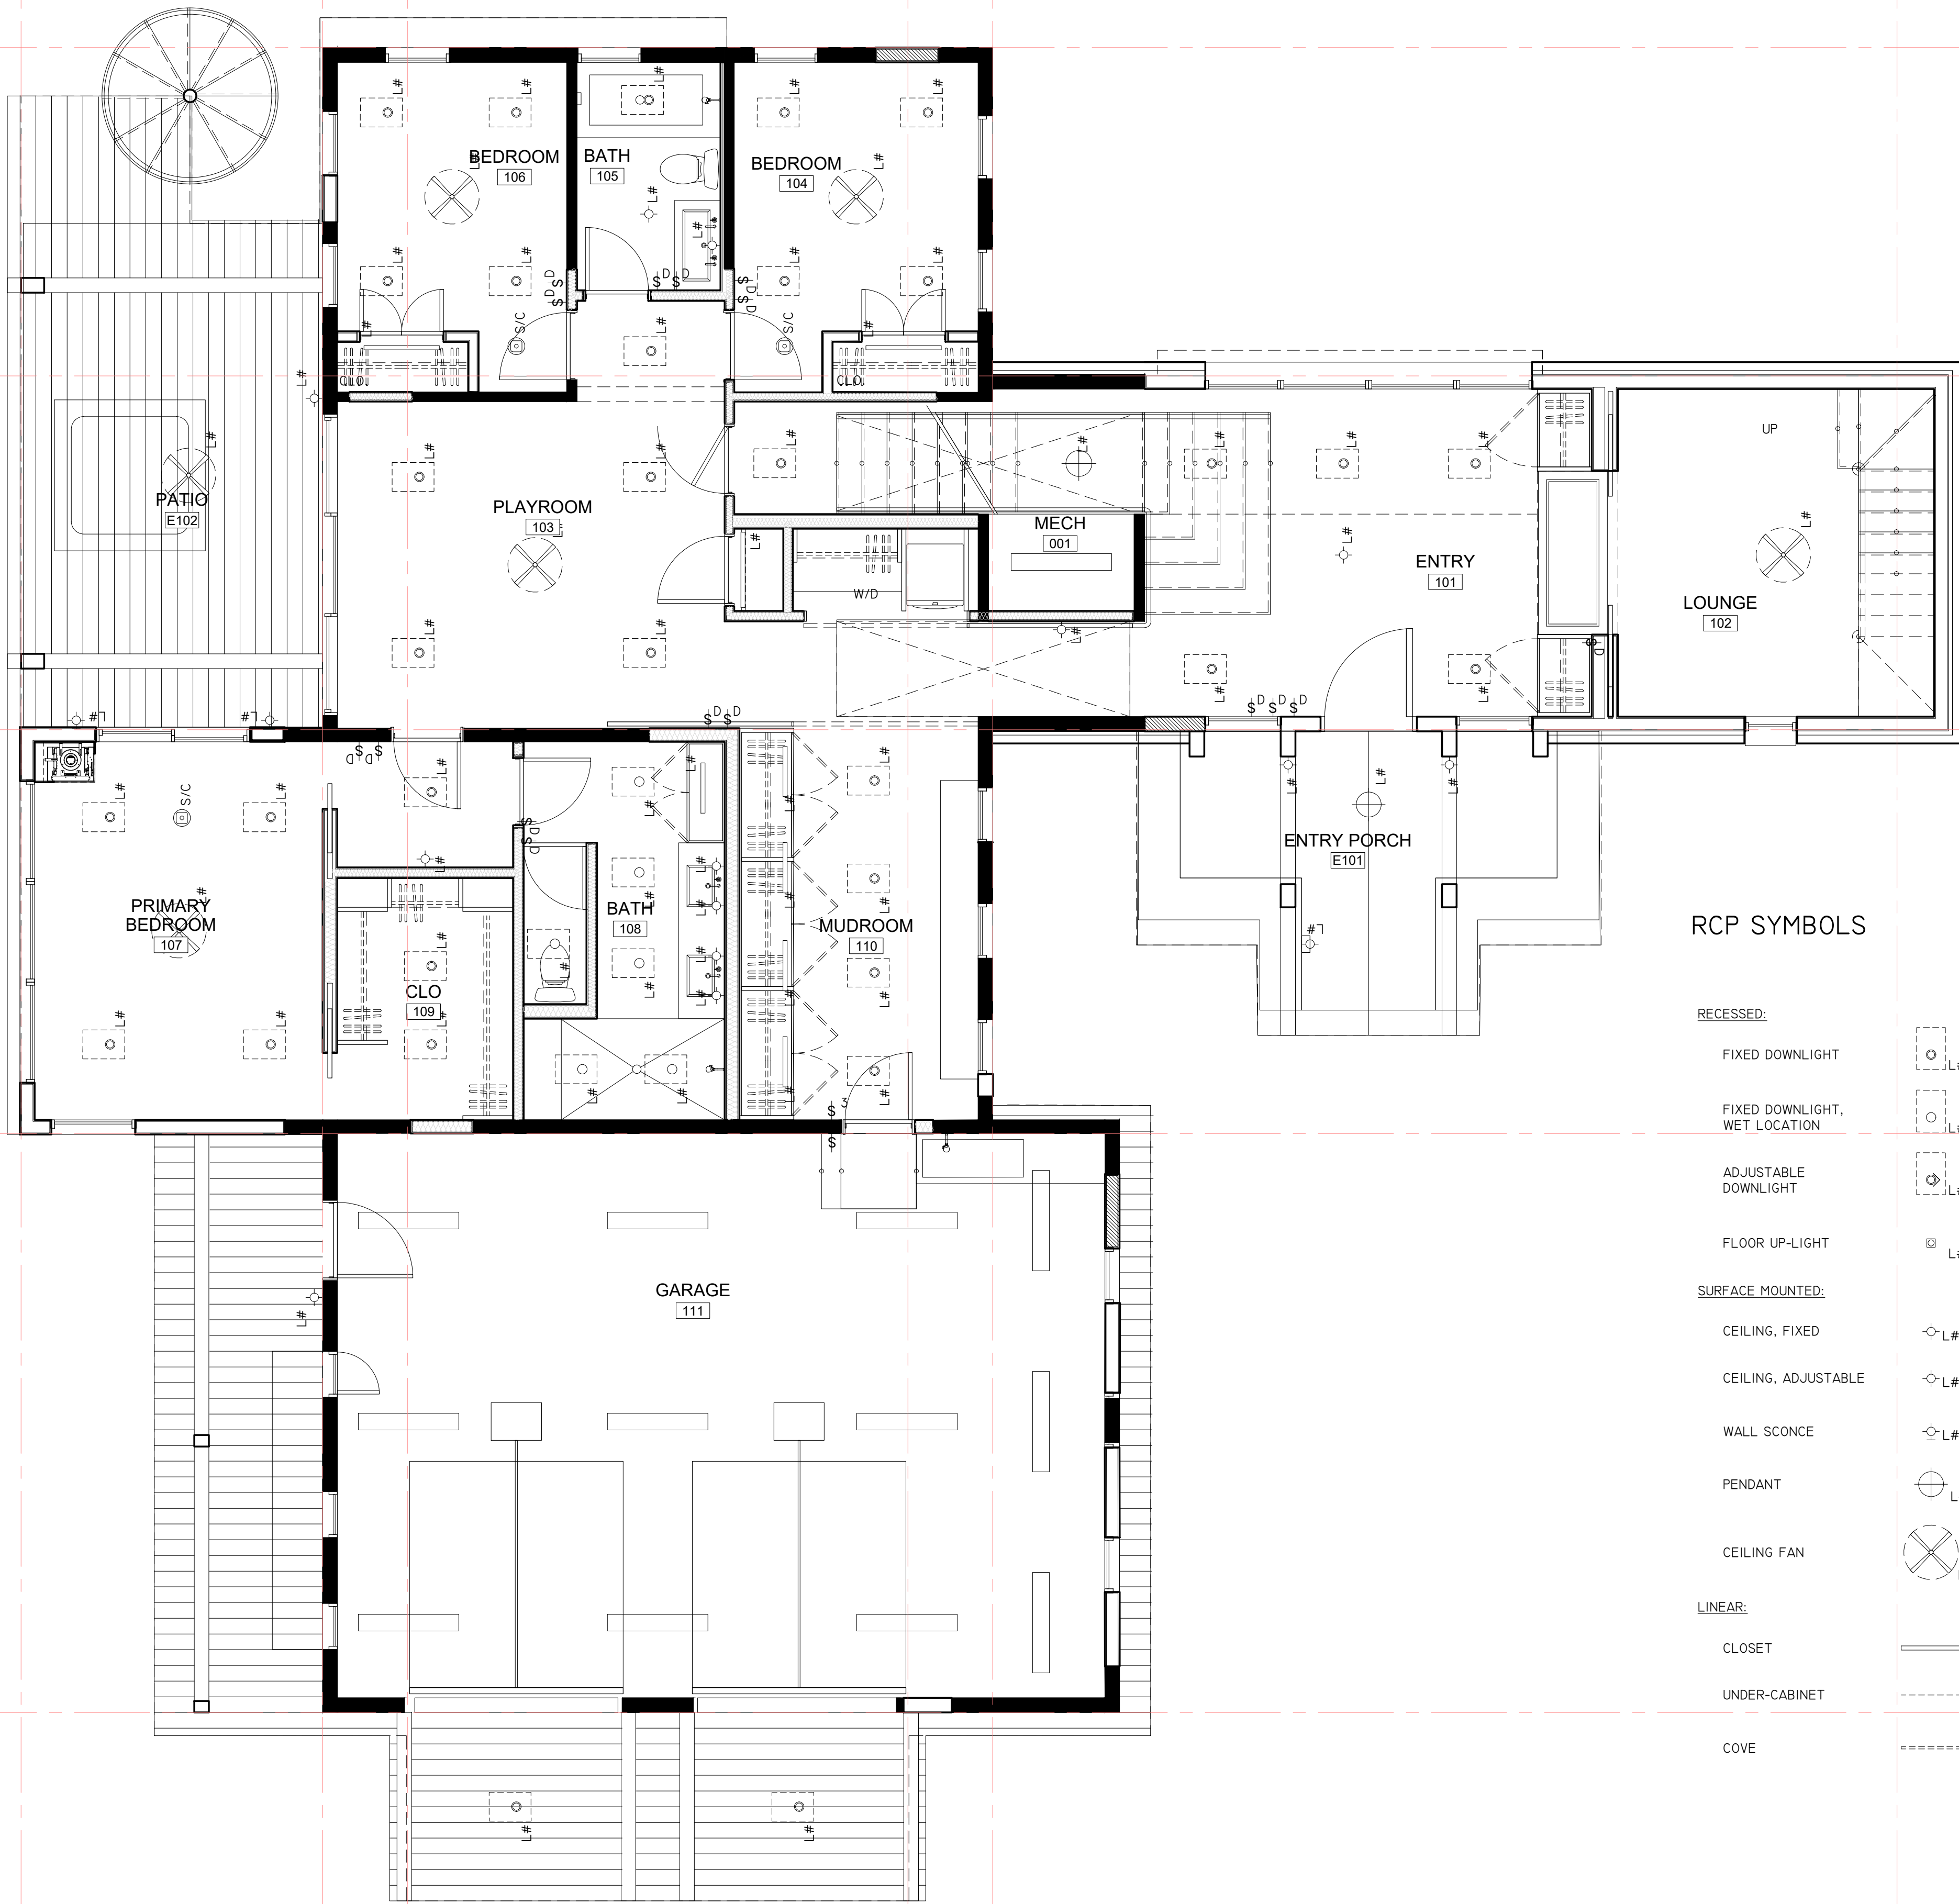 L#
L#
L#
L#
L#
BEDROOM
106
L#
BATH
105
L#
L#
BEDROOM
104
L#
L#
L#
L#
L#
$D $D
$D $D
$D $D
S/C
S/C
L#
L#
L#
CLO.
CLO.
L#
L#
PATIO
E102
L#
L#
L#
L#
L#
L#
L#
UP
PLAYROOM
103
L#
L#
MECH
001
L#
ENTRY
101
L#
LOUNGE
102
W/D
L#
L#
L#
$D
L#
L#
$D $D
$D $D $D
L#
L#
$D $D
L#
L#
S/C
L#
L#
L#
L#
L#
L#
L#
L#
L#
ENTRY PORCH
E101
$D $D
L#
L#
PRIMARY
BEDROOM
107
L#
L#
L#
BATH
108
L#
L#
L#
L#
MUDROOM
110
L#
L#
L#
CLO
109
L#
L#
L#
L#
L#
L#
L#
L#
L#
L#
L#
L#
L#
$ 3
$
GARAGE
111
L#
L#
L#
RCP SYMBOLS
RECESSED:
FIXED DOWNLIGHT
L#
FIXED DOWNLIGHT,
WET LOCATION
L#
ADJUSTABLE
DOWNLIGHT
L#
FLOOR UP-LIGHT
L#
SURFACE MOUNTED:
CEILING, FIXED
L#
CEILING, ADJUSTABLE
L#
WALL SCONCE
L#
PENDANT
L
CEILING FAN
LINEAR:
CLOSET
UNDER-CABINET
COVE